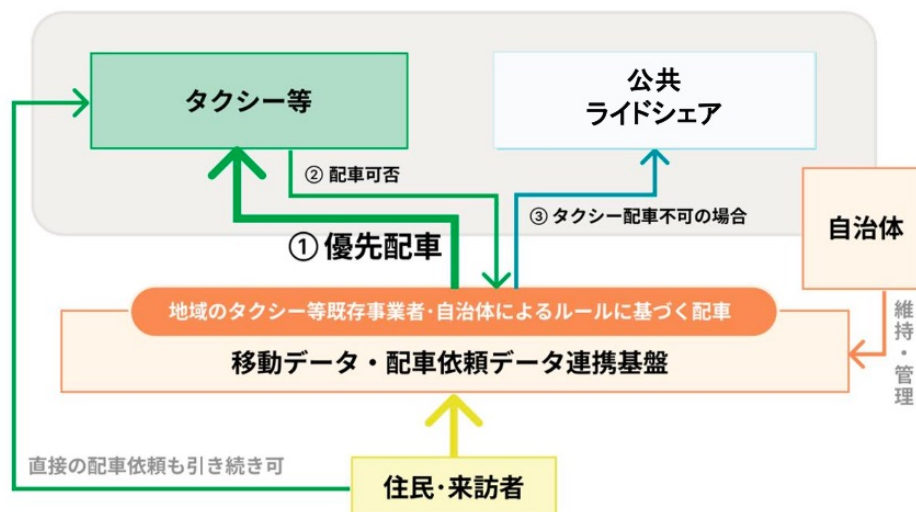 タクシー等
公共
ライドシェア
② 配車可否
③ タクシー配車不可の場合
① 優先配車
自治体
地域のタクシー等既存事業者・自治体によるルールに基づく配車
移動データ・配車依頼データ連携基盤
維持・管理
直接の配車依頼も引き続き可
住民・来訪者